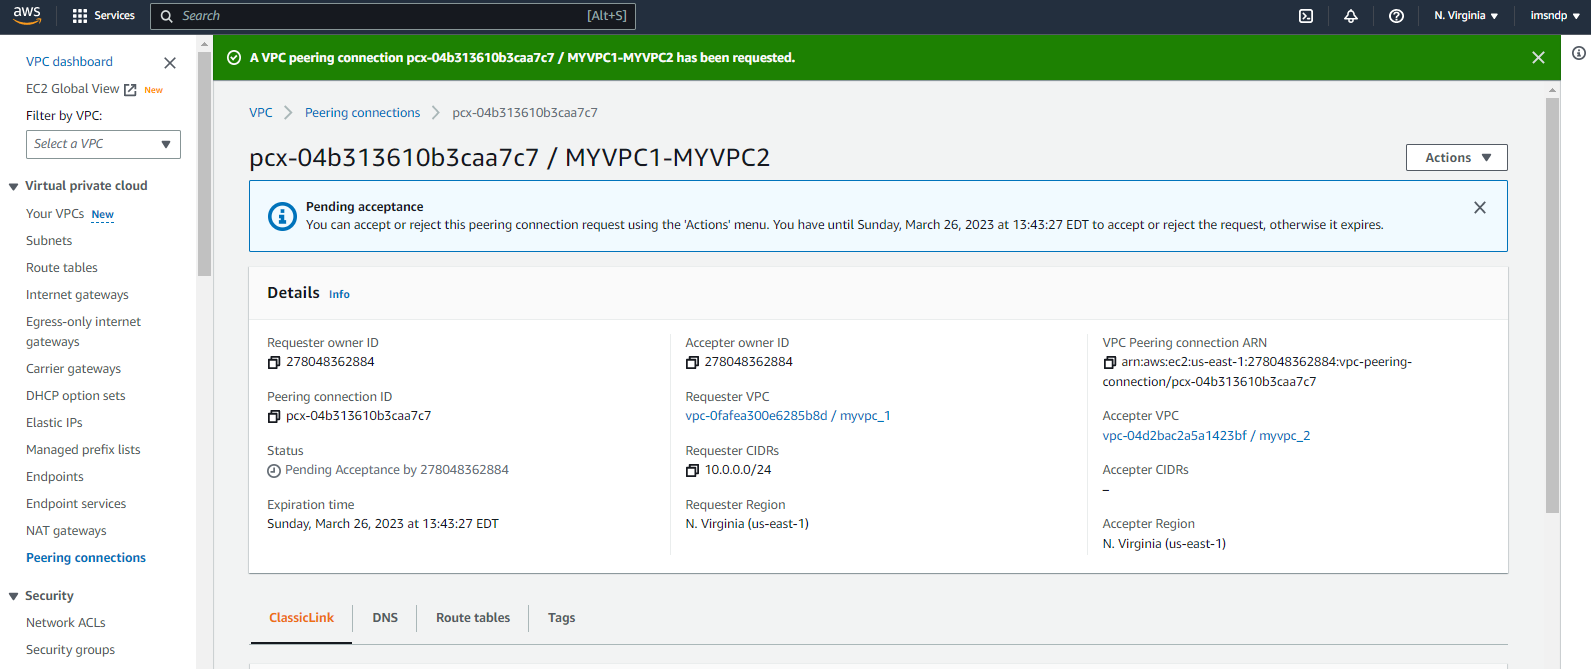 aws
Services
Search
[Alt+S]
N. Virginia
imsndp
VPC dashboard
EC2 Global View New
Filter by VPC:
Select a VPC
Virtual private cloud
Your VPCs New
Subnets
Route tables
Internet gateways
Egress-only internet
gateways
Carrier gateways
DHCP option sets
Elastic IPs
Managed prefix lists
Endpoints
Endpoint services
NAT gateways
Peering connections
Security
Network ACLs
Security groups
A VPC peering connection pcx-04b313610b3caa7c7 / MYVPC1-MYVPC2 has been requested.
VPC
Peering connections
pcx-04b313610b3caa7c7
pcx-04b313610b3caa7c7 / MYVPC1-MYVPC2
Actions
Pending acceptance
You can accept or reject this peering connection request using the 'Actions' menu. You have until Sunday, March 26, 2023 at 13:43:27 EDT to accept or reject the request, otherwise it expires.
Details Info
Requester owner ID
278048362884
Peering connection ID
pcx-04b313610b3caa7c7
Status
Pending Acceptance by 278048362884
Expiration time
Sunday, March 26, 2023 at 13:43:27 EDT
Accepter owner ID
278048362884
Requester VPC
vpc-0fafea300e6285b8d / myvpc_1
Requester CIDRs
10.0.0.0/24
Requester Region
N. Virginia (us-east-1)
VPC Peering connection ARN
arn:aws:ec2:us-east-1:278048362884:vpc-peering-
connection/pcx-04b313610b3caa7c7
Accepter VPC
vpc-04d2bac2a5a1423bf / myvpc_2
Accepter CIDRs
–
Accepter Region
N. Virginia (us-east-1)
ClassicLink
DNS
Route tables
Tags